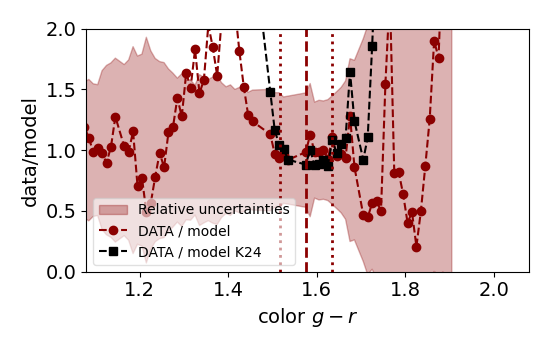 2.0
1.5
1.0
0.5
0.0
data/model
Relative uncertainties
DATA / model
DATA / model K24
1.2 1.4 1.6 1.8 2.0
color g − r